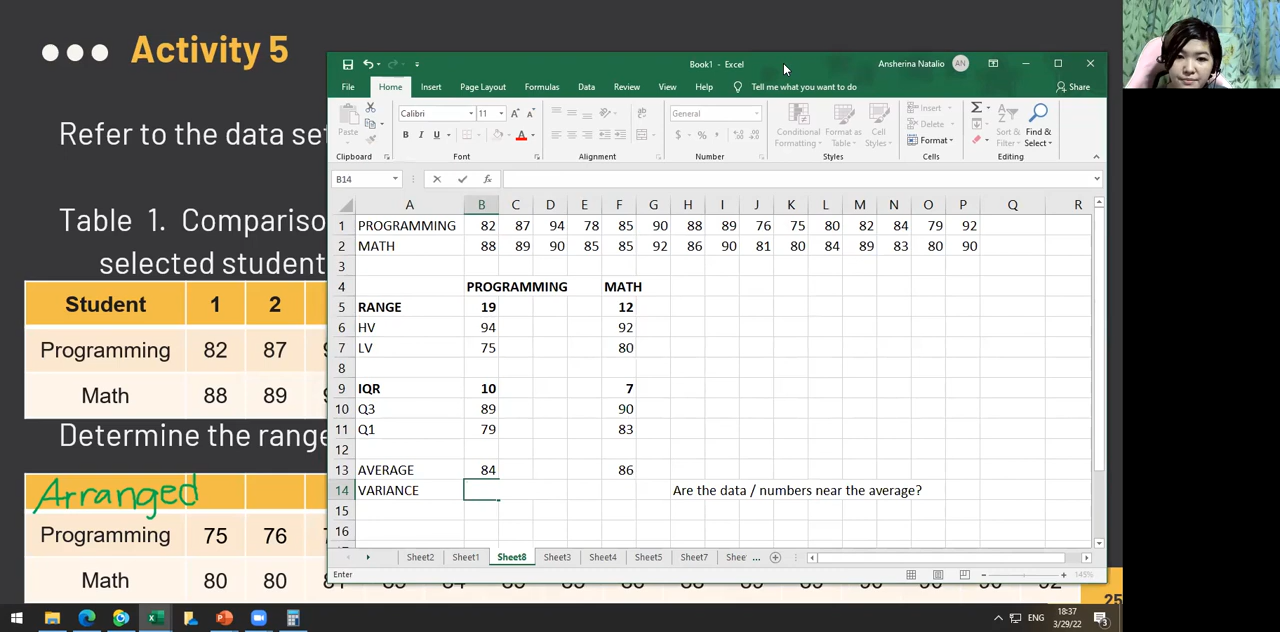 Activity 5
Refer to the data set
Table 1. Compariso
selected student
Student 1 2
Programming 82 87
Math 88 89
Determine the range
Arranged
Programming 75 76
Math 80 80
25
Book1 - Excel
Ansherina Natalio AN
File Home Insert Page Layout Formulas Data Review View Help Tell me what you want to do Share
Paste
Calibri 11
General
Conditional Formatting
Format as Table
Cell Styles
Insert
Delete
Format
Sort & Filter
Find & Select
Clipboard Font Alignment Number Styles Cells Editing
B14
A B C D E F G H I J K L M N O P Q R
1 PROGRAMMING 82 87 94 78 85 90 88 89 76 75 80 82 84 79 92
2 MATH 88 89 90 85 85 92 86 90 81 80 84 89 83 80 90
3
4 PROGRAMMING MATH
5 RANGE 19 12
6 HV 94 92
7 LV 75 80
8
9 IQR 10 7
10 Q3 89 90
11 Q1 79 83
12
13 AVERAGE 84 86
14 VARIANCE Are the data / numbers near the average?
15
16
Sheet2 Sheet1 Sheet8 Sheet3 Sheet4 Sheet5 Sheet7 Shee ...
Enter 145%
ENG 18:37
3/29/22